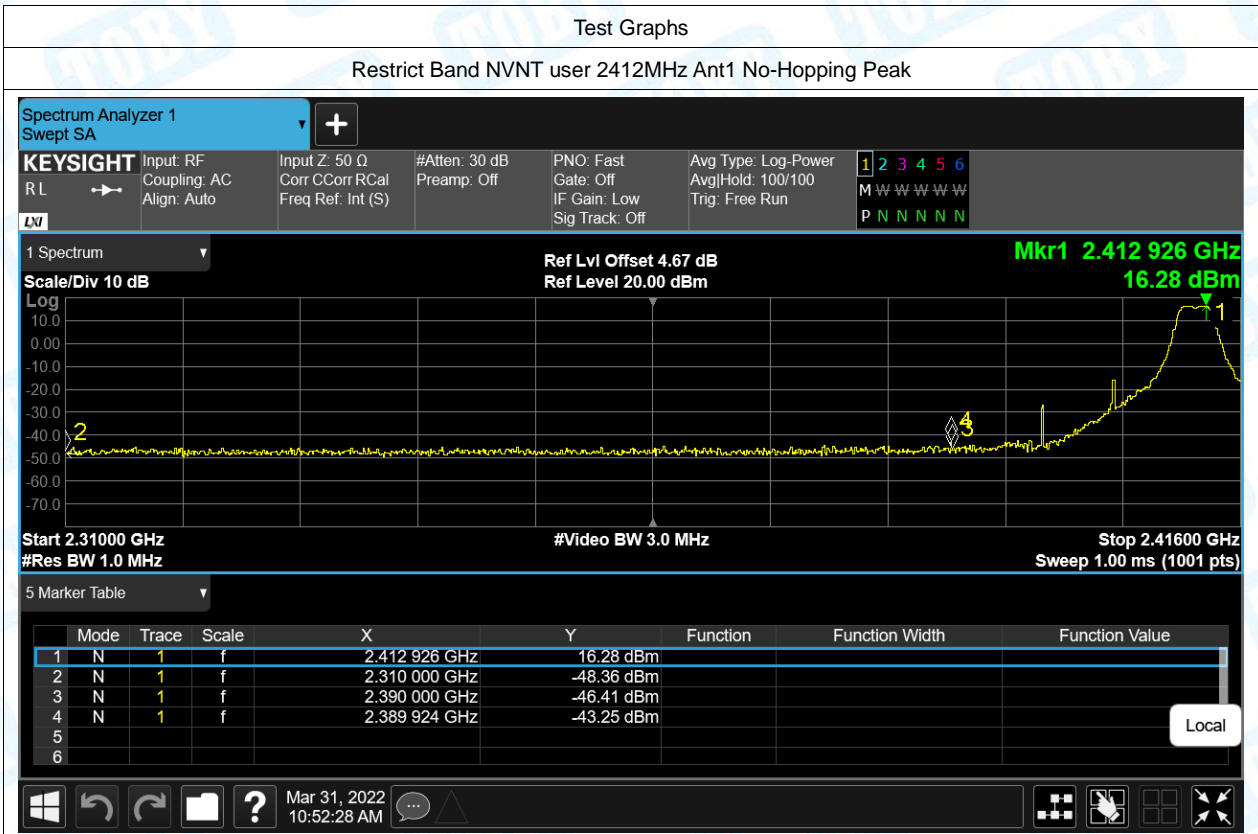 Test Graphs
Restrict Band NVNT user 2412MHz Ant1 No-Hopping Peak
Spectrum Analyzer 1
Swept SA
+
KEYSIGHT Input: RF Input Z: 50 Ω #Atten: 30 dB PNO: Fast Avg Type: Log-Power 1 2 3 4 5 6
RL Coupling: AC Corr CCorr RCal Preamp: Off Gate: Off Avg|Hold: 100/100 M W W W W W
Align: Auto Freq Ref: Int (S) IF Gain: Low Trig: Free Run
LXI Sig Track: Off P N N N N N
1 Spectrum Ref Lvl Offset 4.67 dB Mkr1 2.412 926 GHz
Scale/Div 10 dB Ref Level 20.00 dBm 16.28 dBm
Log
10.0
0.00
-10.0
-20.0
-30.0
-40.0
-50.0
-60.0
-70.0
1
2
4
3
Start 2.31000 GHz #Video BW 3.0 MHz Stop 2.41600 GHz
#Res BW 1.0 MHz Sweep 1.00 ms (1001 pts)
5 Marker Table
Mode Trace Scale X Y Function Function Width Function Value
1 N 1 f 2.412 926 GHz 16.28 dBm
2 N 1 f 2.310 000 GHz -48.36 dBm
3 N 1 f 2.390 000 GHz -46.41 dBm
4 N 1 f 2.389 924 GHz -43.25 dBm
5
6
Local
? Mar 31, 2022
10:52:28 AM
TOBY